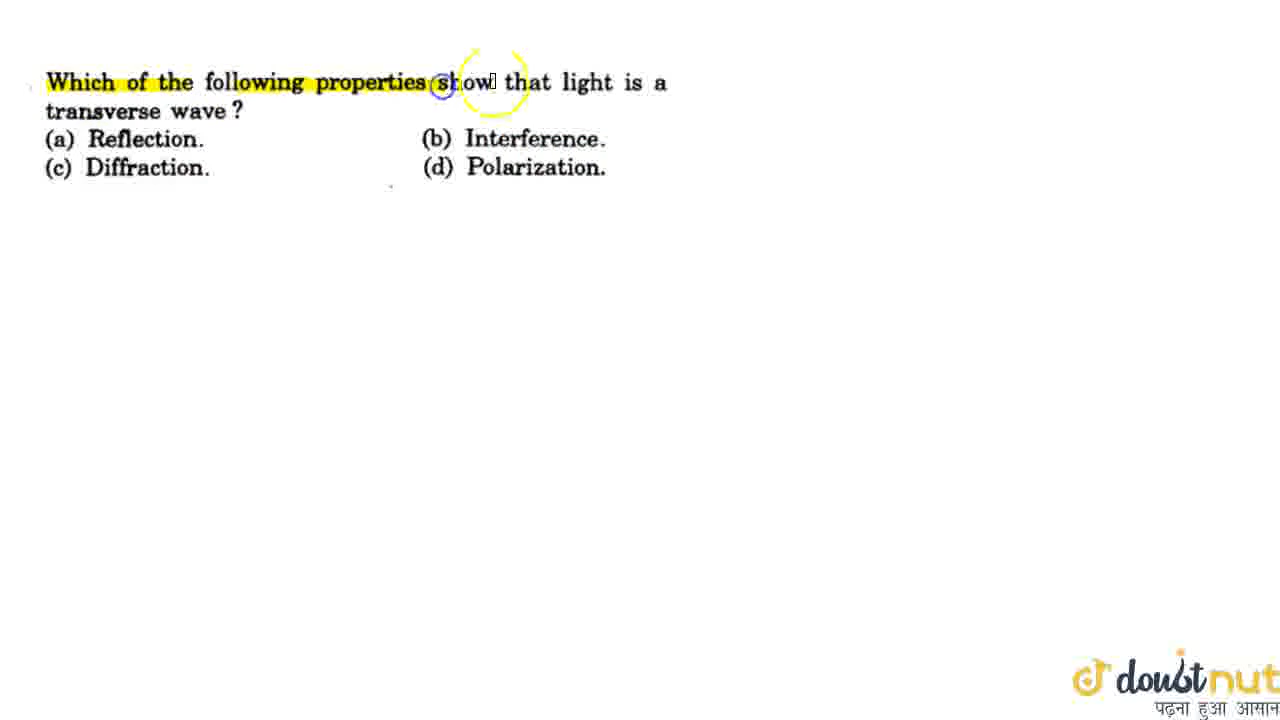 Which of the following properties show that light is a
transverse wave ?
(a) Reflection. (b) Interference.
(c) Diffraction. (d) Polarization.
doubtnut
पढ़ना हुआ आसान